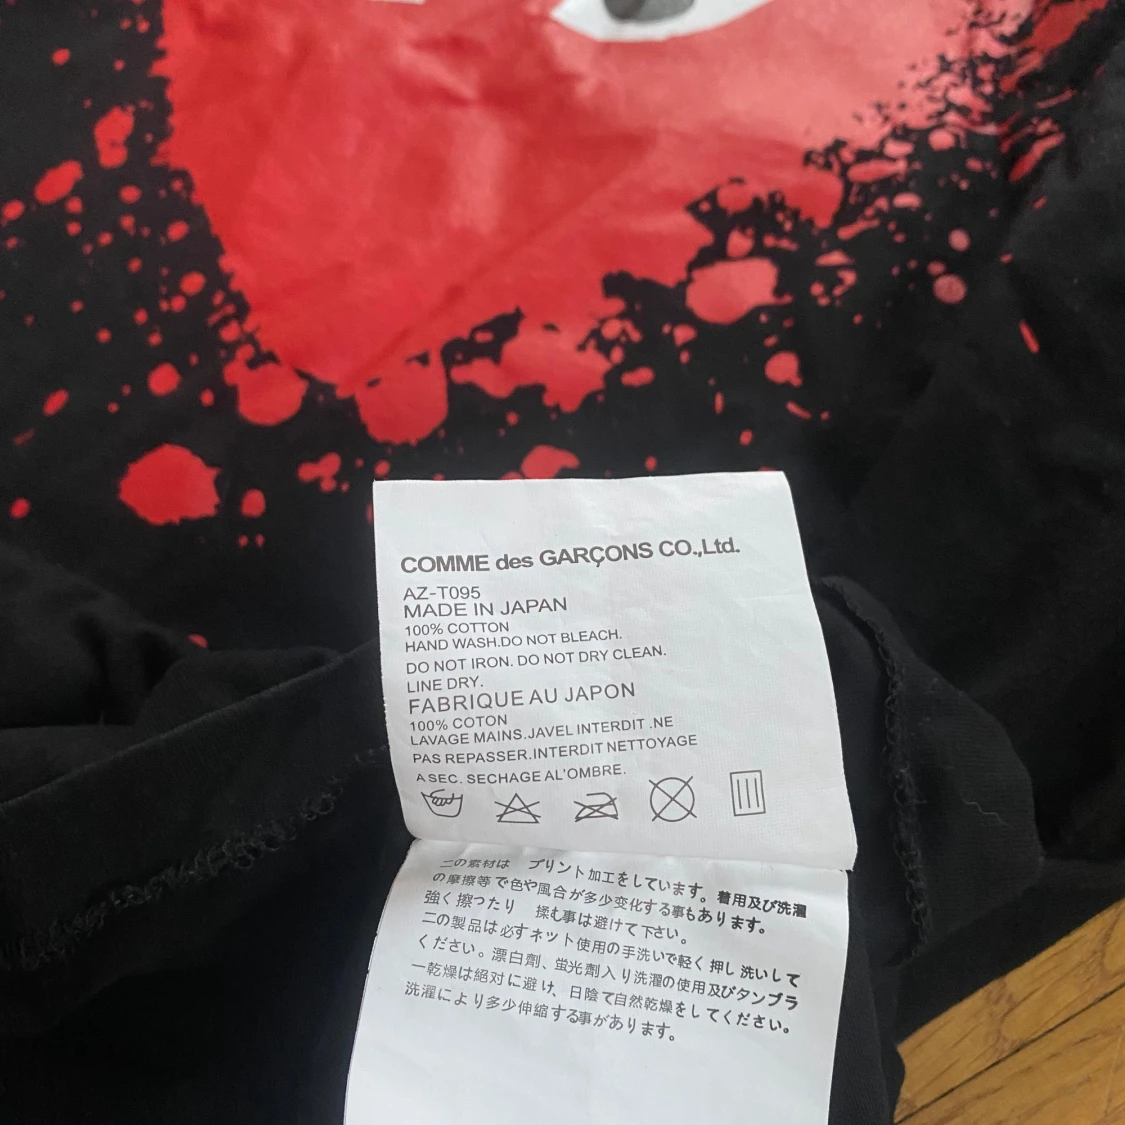 COMME des GARÇONS CO.,Ltd.
AZ-T095
MADE IN JAPAN
100% COTTON
HAND WASH.DO NOT BLEACH.
DO NOT IRON. DO NOT DRY CLEAN.
LINE DRY.
FABRIQUE AU JAPON
100% COTON
LAVAGE MAINS.JAVEL INTERDIT .NE
PAS REPASSER.INTERDIT NETTOYAGE
A SEC. SECHAGE AL'OMBRE.
二の素材は プリント加工をしています。着用及び洗濯
の摩擦等で色や風合が多少変化する事もあります。
強く擦つたり 揉む事は避けて下さい。
二の製品は必すネット使用の手洗いで軽く押し洗いして
ください。漂白劑、蛍光劑入り洗濯の使用及びタンブラ
一乾燥は絕対に避け、日陰て自然乾燥をしてください。
洗濯により多少伸縮する事があります。